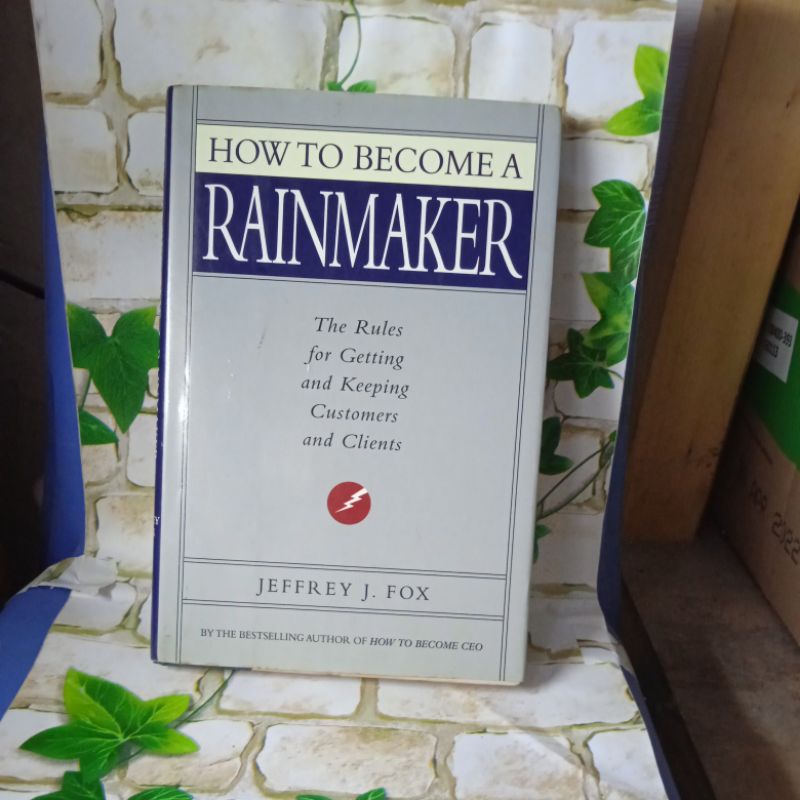 HOW TO BECOME A
RAINMAKER
The Rules
for Getting
and Keeping
Customers
and Clients
JEFFREY J. FOX
BY THE BESTSELLING AUTHOR OF HOW TO BECOME CEO
2022